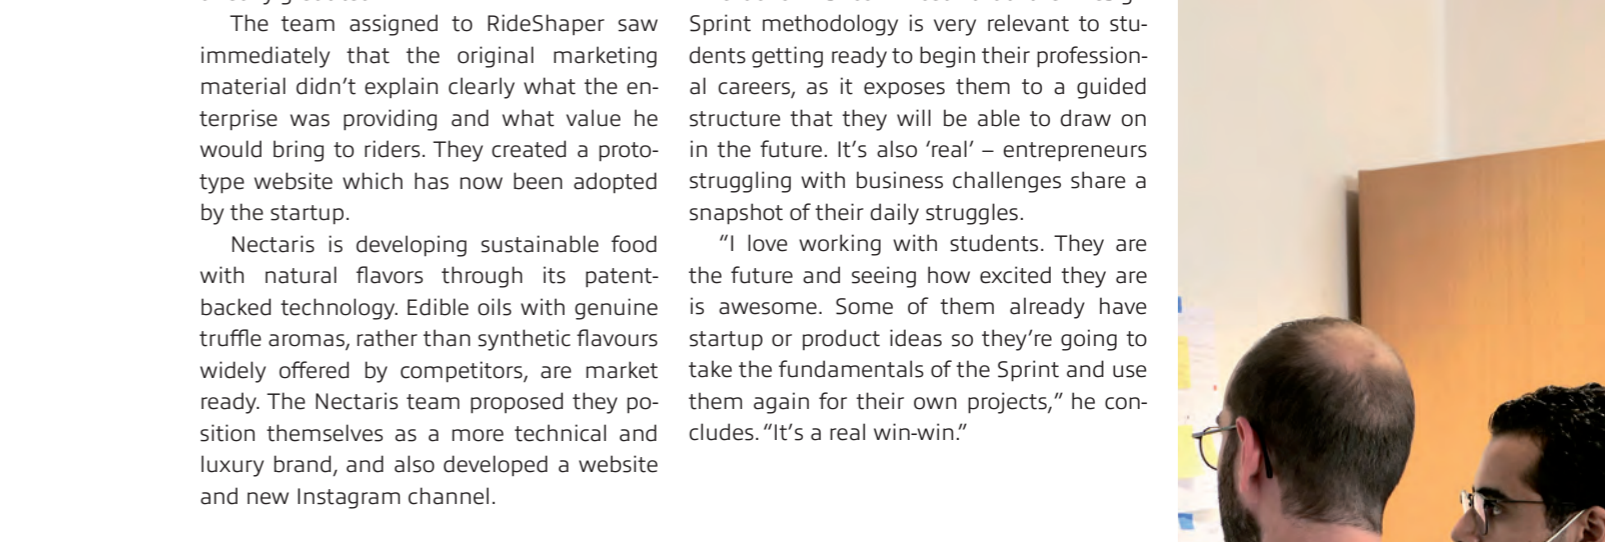 The team assigned to RideShaper saw
immediately that the original marketing
material didn't explain clearly what the en-
terprise was providing and what value he
would bring to riders. They created a proto-
type website which has now been adopted
by the startup.
Nectaris is developing sustainable food
with natural flavors through its patent-
backed technology. Edible oils with genuine
truffle aromas, rather than synthetic flavours
widely offered by competitors, are market
ready. The Nectaris team proposed they po-
sition themselves as a more technical and
luxury brand, and also developed a website
and new Instagram channel.
Sprint methodology is very relevant to stu-
dents getting ready to begin their profession-
al careers, as it exposes them to a guided
structure that they will be able to draw on
in the future. It's also ‘real’ – entrepreneurs
struggling with business challenges share a
snapshot of their daily struggles.
“I love working with students. They are
the future and seeing how excited they are
is awesome. Some of them already have
startup or product ideas so they're going to
take the fundamentals of the Sprint and use
them again for their own projects,” he con-
cludes. “It's a real win-win.”